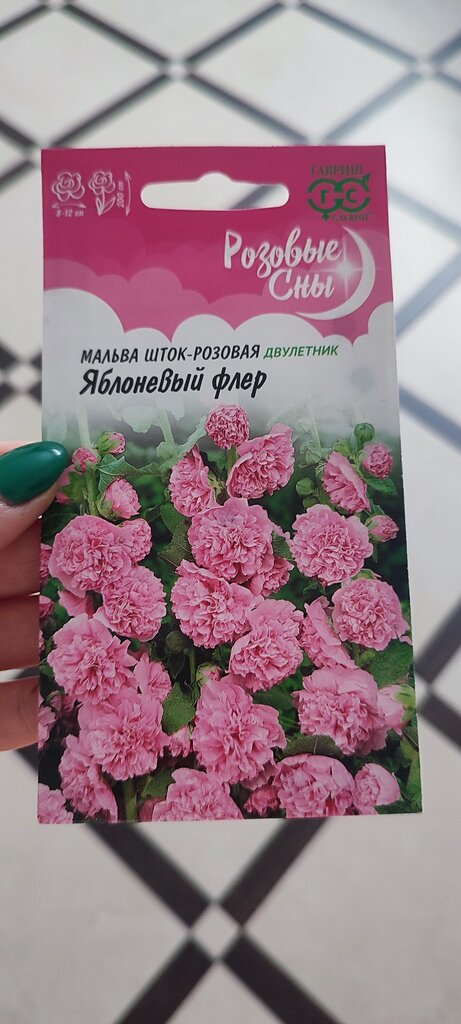 ГАВРИШ
8-12 см
200 см
GAVRISH
Розовые
Сны
МАЛЬВА ШТОК-РОЗОВАЯ ДВУЛЕТНИК
Яблоневый флер